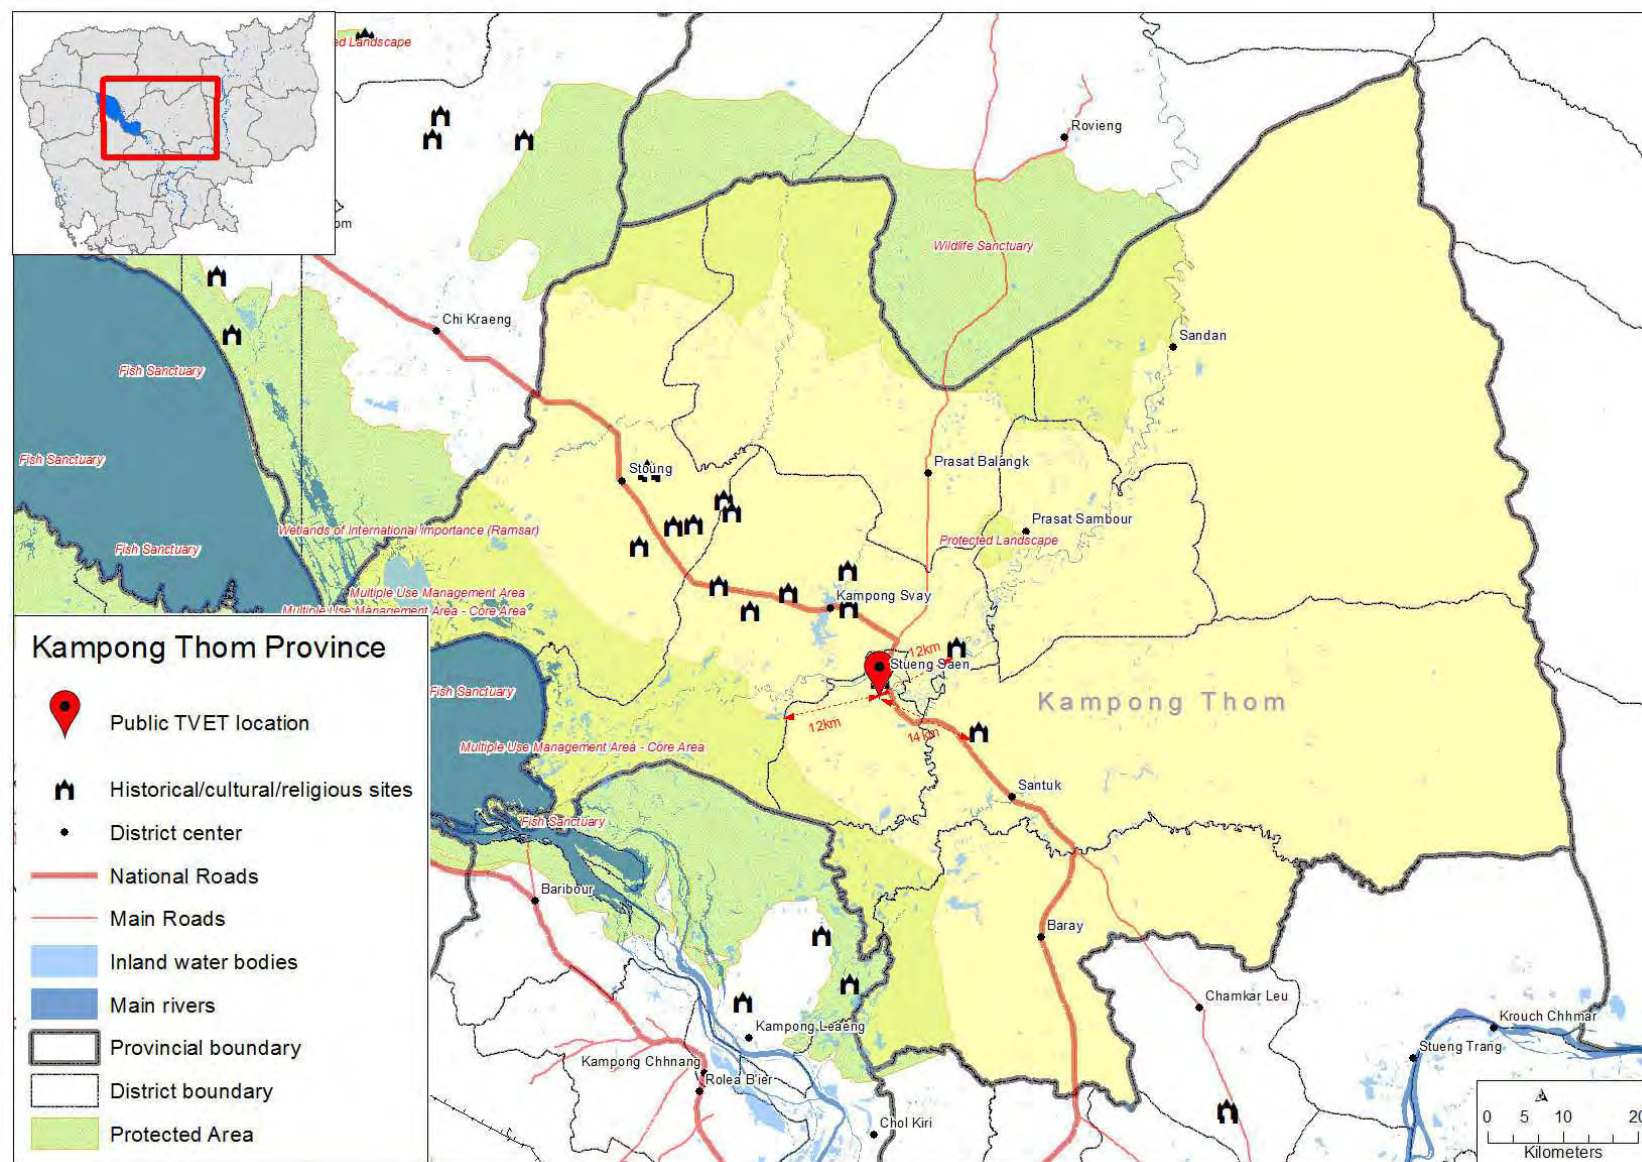 ed Landscape
Rovieng
om
Wildlife Sanctuary
Chi Kraeng
Sandan
Fish Sanctuary
Fish Sanctuary
Stoung
Prasat Balangk
Prasat Sambour
Wetlands of International Importance (Ramsar)
Protected Landscape
Fish Sanctuary
Multiple Use Management Area
Kampong Svay
Multiple Use Management Area - Core Area
12km
Stueng Saen
Fish Sanctuary
Kampong Thom
12km
14km
Multiple Use Management Area - Core Area
Santuk
Fish Sanctuary
Baribour
Baray
Chamkar Leu
Krouch Chhmar
Kampong Leaeng
Stueng Trang
Kampong Chhnang
Rolea B'ier
Chol Kiri
Kampong Thom Province
Public TVET location
Historical/cultural/religious sites
District center
National Roads
Main Roads
Inland water bodies
Main rivers
Provincial boundary
District boundary
Protected Area
0 5 10 20
Kilometers